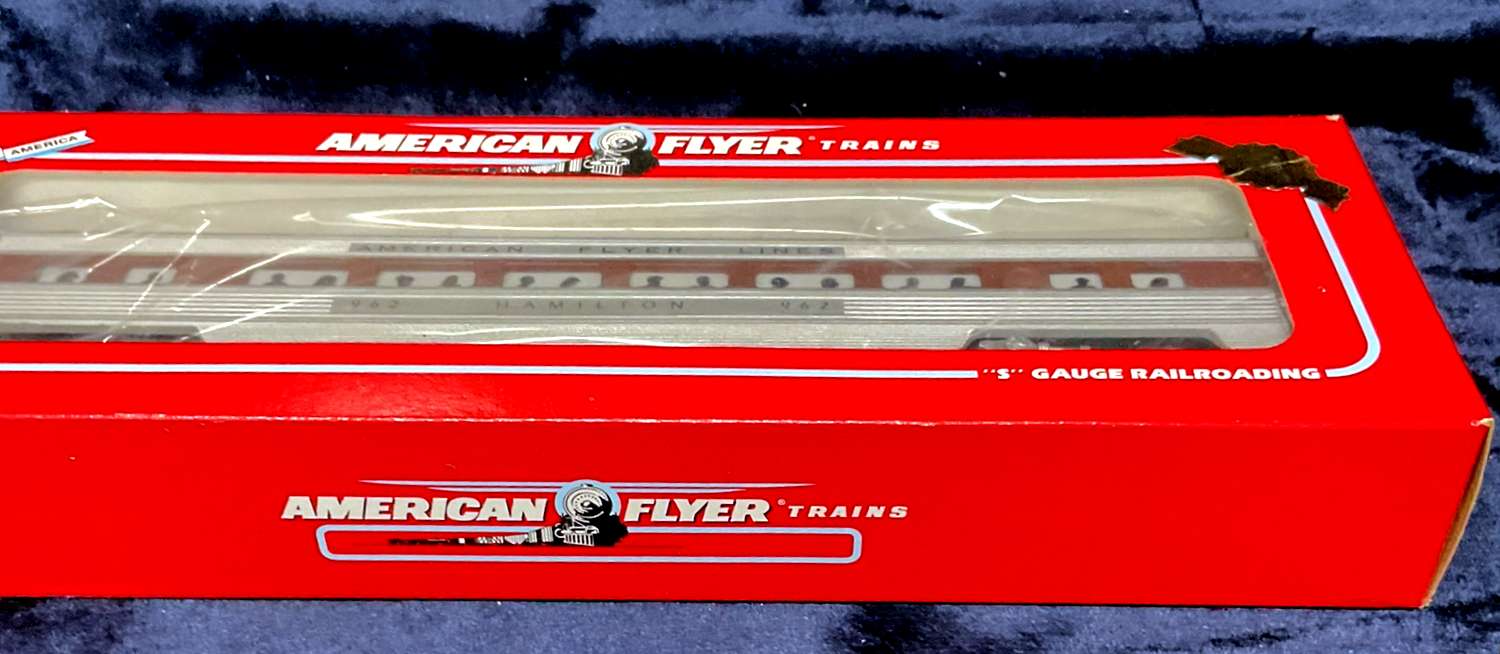 AMERICA
AMERICAN FLYER TRAINS
AMERICAN FLYER LINES
962 HAMILTON 962
"S" GAUGE RAILROADING
AMERICAN FLYER TRAINS